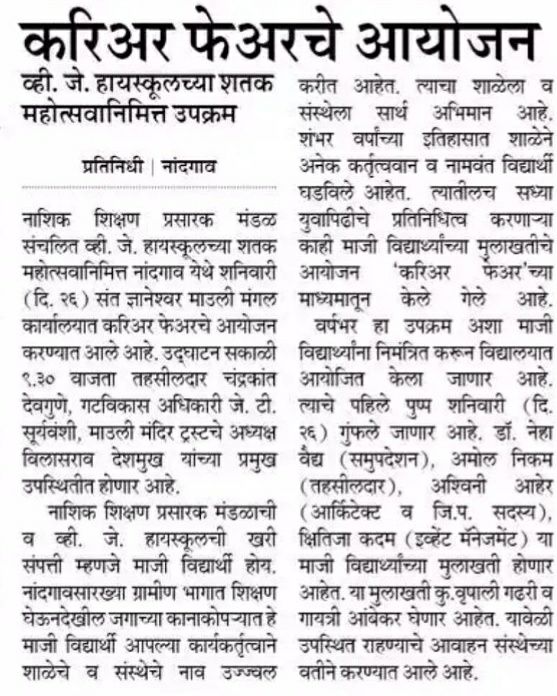 करिअर फेअरचे आयोजन
व्ही. जे. हायस्कूलच्या शतक
महोत्सवानिमित्त उपक्रम
प्रतिनिधी | नांदगाव
नाशिक शिक्षण प्रसारक मंडळ
संचलित व्ही. जे. हायस्कूलच्या शतक
महोत्सवानिमित्त नांदगाव येथे शनिवारी
(दि. २६) संत ज्ञानेश्वर माउली मंगल
कार्यालयात करिअर फेअरचे आयोजन
करण्यात आले आहे. उद्घाटन सकाळी
९.३० वाजता तहसीलदार चंद्रकांत
देवगुणे, गटविकास अधिकारी जे. टी.
सूर्यवंशी, माउली मंदिर ट्रस्टचे अध्यक्ष
विलासराव देशमुख यांच्या प्रमुख
उपस्थितीत होणार आहे.
नाशिक शिक्षण प्रसारक मंडळाची
व व्ही. जे. हायस्कूलची खरी
संपत्ती म्हणजे माजी विद्यार्थी होय.
नांदगावसारख्या ग्रामीण भागात शिक्षण
घेऊनदेखील जगाच्या कानाकोपऱ्यात हे
माजी विद्यार्थी आपल्या कार्यकर्तृत्वाने
शाळेचे व संस्थेचे नाव उज्ज्वल
करीत आहेत. त्याचा शाळेला व
संस्थेला सार्थ अभिमान आहे.
शंभर वर्षांच्या इतिहासात शाळेने
अनेक कर्तृत्ववान व नामवंत विद्यार्थी
घडविले आहेत. त्यातीलच सध्या
युवापिढीचे प्रतिनिधित्व करणाऱ्या
काही माजी विद्यार्थ्यांच्या मुलाखतीचे
आयोजन 'करिअर फेअर'च्या
माध्यमातून केले गेले आहे.
वर्षभर हा उपक्रम अशा माजी
विद्यार्थ्यांना निमंत्रित करून विद्यालयात
आयोजित केला जाणार आहे.
त्याचे पहिले पुष्प शनिवारी (दि.
२६) गुंफले जाणार आहे. डॉ. नेहा
वैद्य (समुपदेशन), अमोल निकम
(तहसीलदार), अश्विनी आहेर
(आर्किटेक्ट व जि.प. सदस्य),
क्षितिजा कदम (इव्हेंट मॅनेजमेंट) या
माजी विद्यार्थ्यांच्या मुलाखती होणार
आहेत. या मुलाखती कु.वृपाली गढरी व
गायत्री आंबेकर घेणार आहेत. यावेळी
उपस्थित राहण्याचे आवाहन संस्थेच्या
वतीने करण्यात आले आहे.